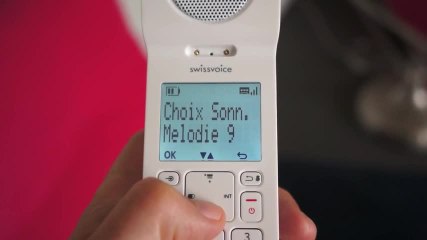 swissvoice
Choix Sonn.
Melodie 9
OK
INT
3